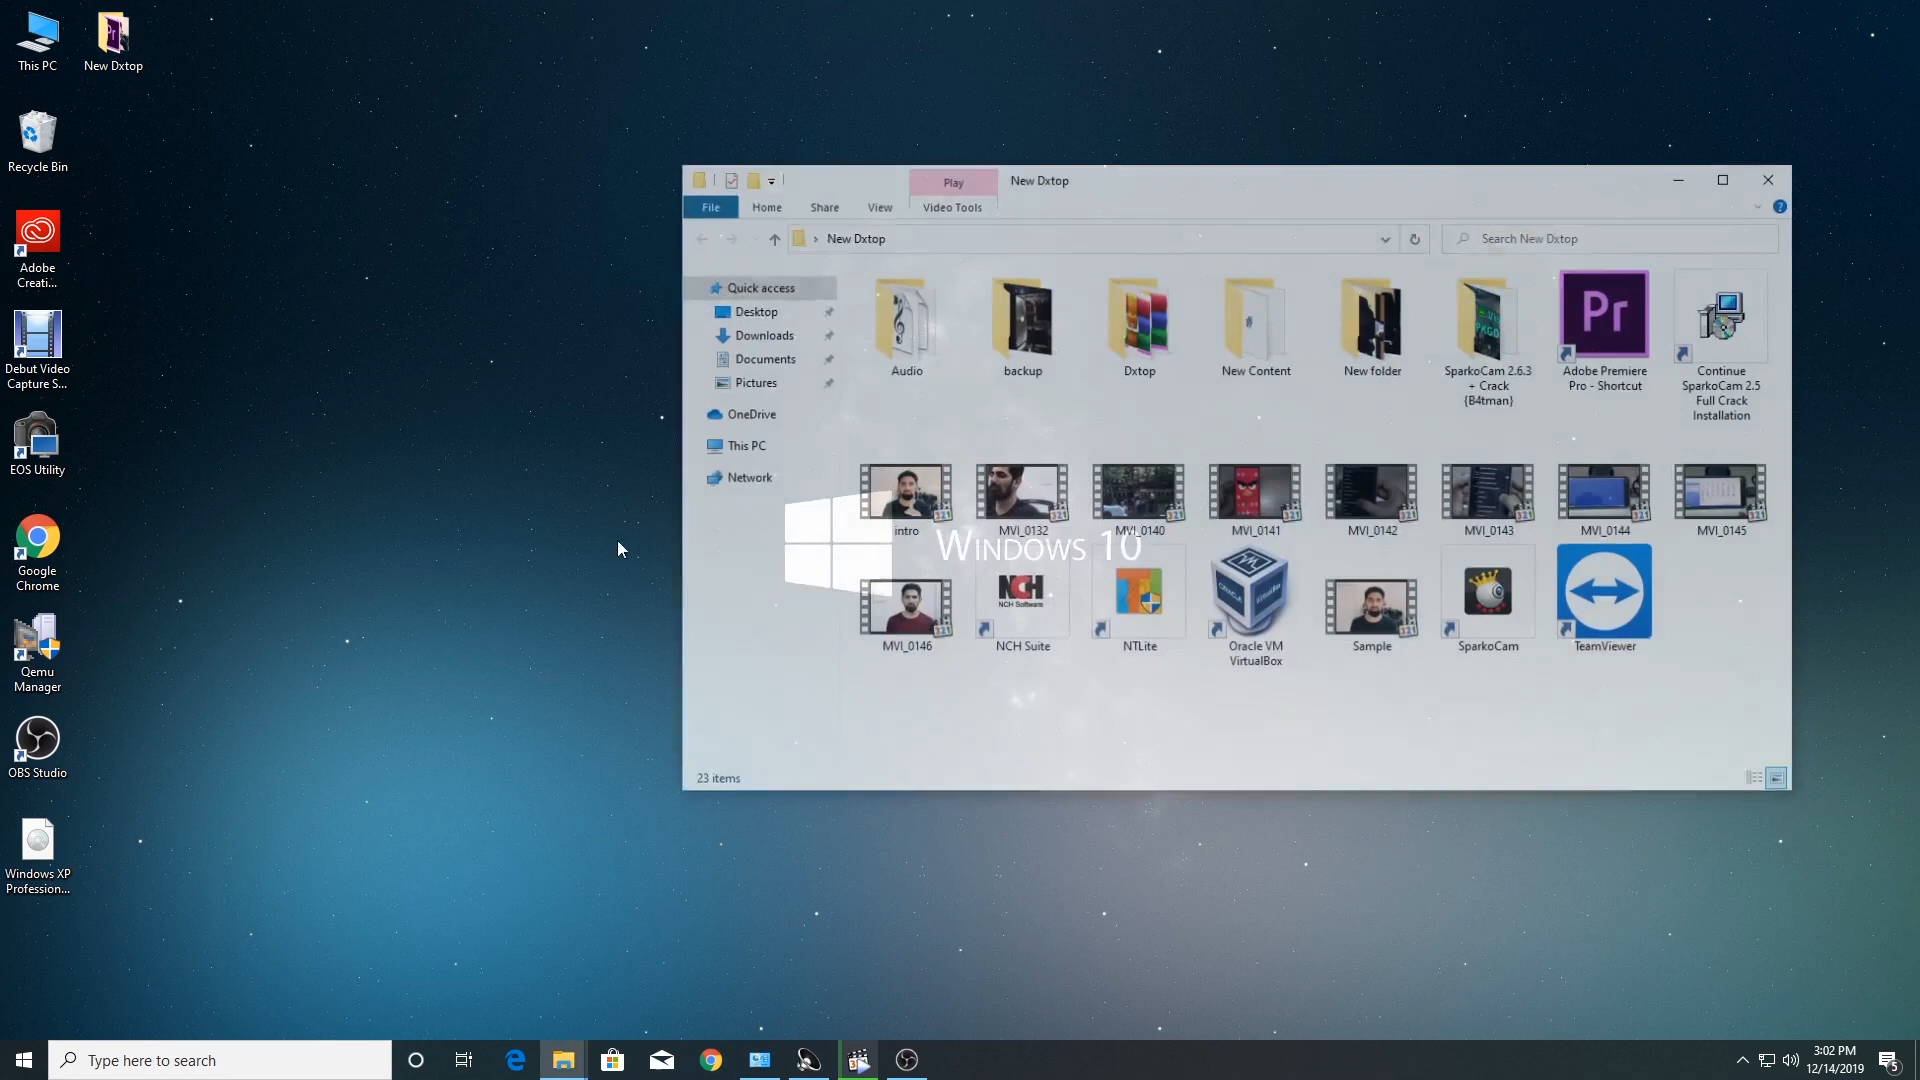 This PC
New Dxtop
Recycle Bin
Adobe
Creati...
Debut Video
Capture S...
EOS Utility
Google
Chrome
Qemu
Manager
OBS Studio
Windows XP
Profession...
Play
New Dxtop
File
Home
Share
View
Video Tools
New Dxtop
Search New Dxtop
Quick access
Desktop
Downloads
Documents
Pictures
OneDrive
This PC
Network
Audio
backup
Dxtop
New Content
New folder
SparkoCam 2.6.3
+ Crack
{B4tman}
Pr
Adobe Premiere
Pro - Shortcut
Continue
SparkoCam 2.5
Full Crack
Installation
intro
MVI_0132
MVI_0140
MVI_0141
MVI_0142
MVI_0143
MVI_0144
MVI_0145
Windows 10
MVI_0146
NCH
NCH Software
NCH Suite
NTLite
Oracle VM
VirtualBox
Sample
SparkoCam
TeamViewer
23 items
Type here to search
3:02 PM
12/14/2019
5